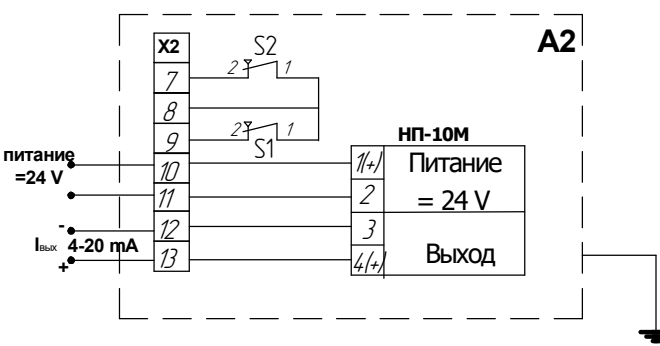 X2
S2
A2
7
2 1
8
9
2 1
S1
НП-10М
питание
=24 V
10
1(+)
Питание
11
2
= 24 V
12
3
-
Iвых 4-20 mA
+
13
4(+)
Выход